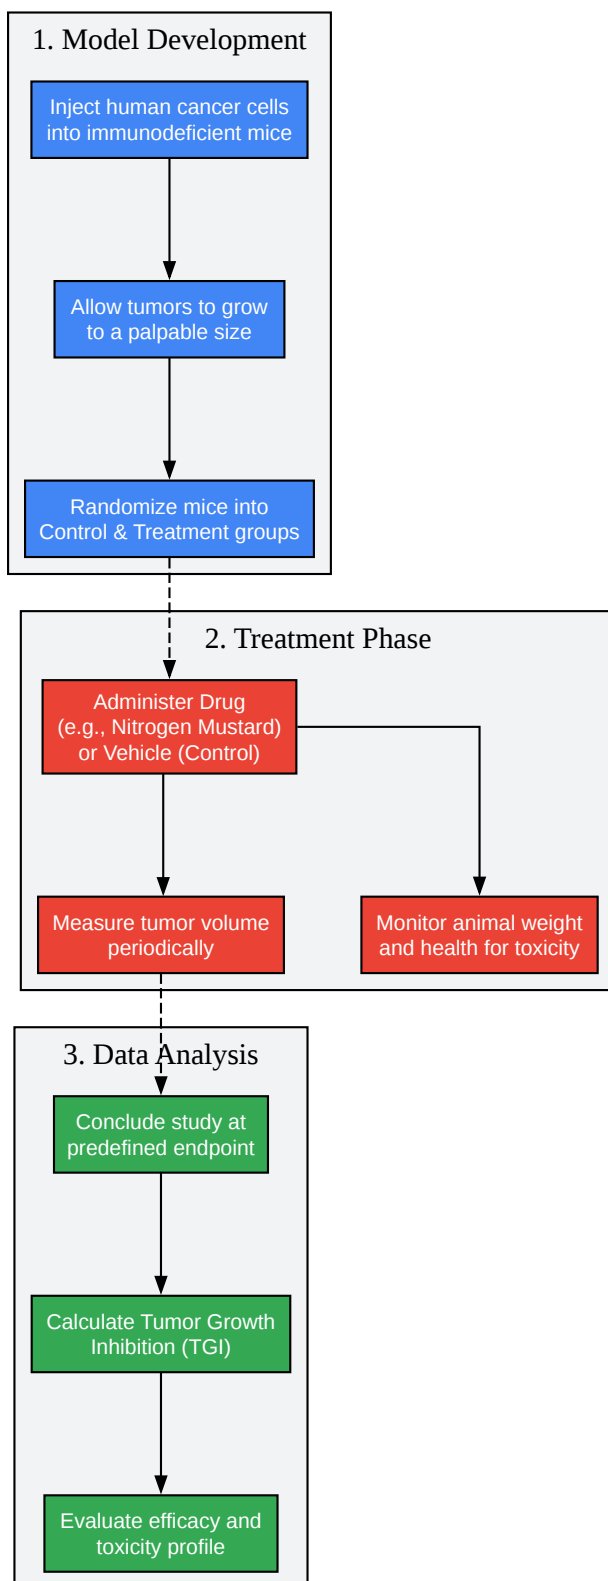 1. Model Development
Inject human cancer cells
into immunodeficient mice
Allow tumors to grow
to a palpable size
Randomize mice into
Control & Treatment groups
2. Treatment Phase
Administer Drug
(e.g., Nitrogen Mustard)
or Vehicle (Control)
Measure tumor volume
periodically
Monitor animal weight
and health for toxicity
3. Data Analysis
Conclude study at
predefined endpoint
Calculate Tumor Growth
Inhibition (TGI)
Evaluate efficacy and
toxicity profile